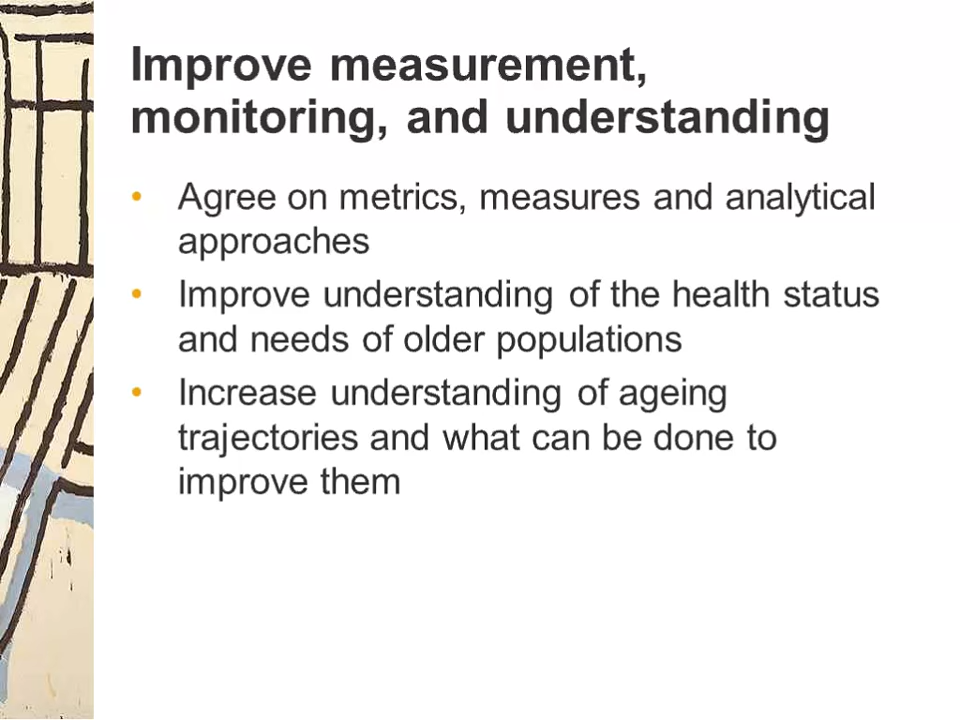 Improve measurement,
monitoring, and understanding
• Agree on metrics, measures and analytical
approaches
• Improve understanding of the health status
and needs of older populations
• Increase understanding of ageing
trajectories and what can be done to
improve them